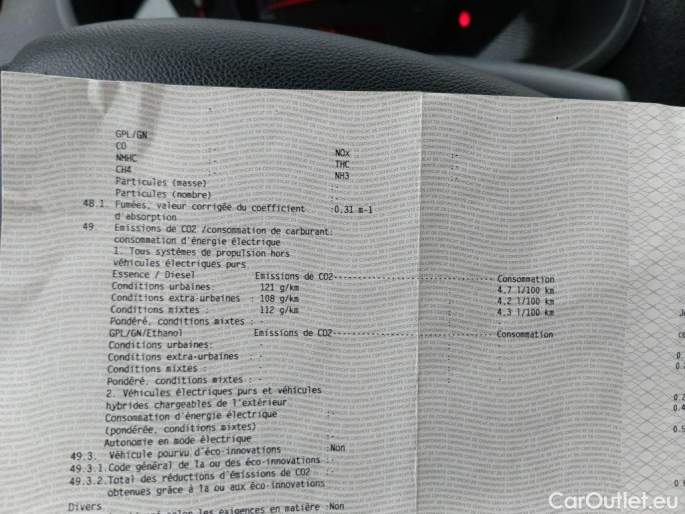 GPL/GN
CO :- NOx :-
NMHC :- THC :-
CH4 :- NH3 :-
Particules (masse) :-
Particules (nombre) :-
48.1. Fumées, valeur corrigée du coefficient :0.31 m-1
d'absorption
49 Emissions de CO2 /consommation de carburant:
consommation d'énergie électrique
1. Tous systèmes de propulsion hors
véhicules électriques purs
Essence / Diesel Emissions de CO2 Consommation
Conditions urbaines: 121 g/km 4.7 l/100 km
Conditions extra-urbaines : 108 g/km 4.2 l/100 km
Conditions mixtes : 112 g/km 4.3 l/100 km
Pondéré, conditions mixtes :
GPL/GN/Ethanol Emissions de CO2 Consommation
Conditions urbaines:
Conditions extra-urbaines :
Conditions mixtes :
Pondéré, conditions mixtes :
2. Véhicules électriques purs et véhicules
hybrides chargeables de l'extérieur
Consommation d'énergie électrique :-
(pondérée, conditions mixtes)
Autonomie en mode électrique :-
49.3. Véhicule pourvu d'éco-innovations :Non
49.3.1.Code général de la ou des éco-innovations :-
49.3.2.Total des réductions d'émissions de CO2 :-
obtenues grâce à la ou aux éco-innovations
Divers
selon les exigences en matière :Non
CarOutlet.eu